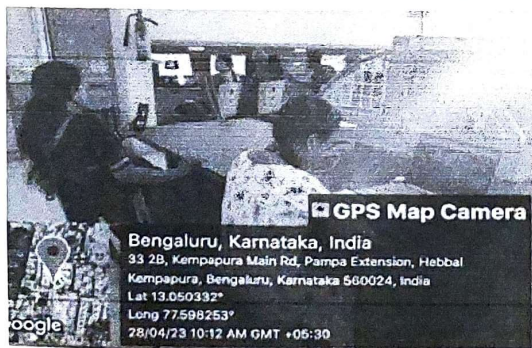 GPS Map Camera
Bengaluru, Karnataka, India
33 2B, Kempapura Main Rd, Pampa Extension, Hebbal
Kempapura, Bengaluru, Karnataka 560024, India
Lat 13.050332°
Long 77.598253°
28/04/23 10:12 AM GMT +05:30
oogle